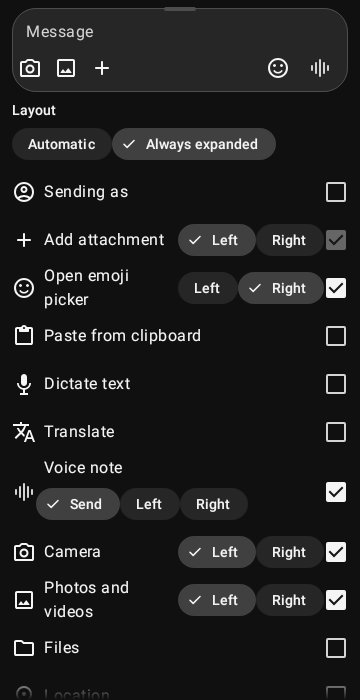 Message
Layout
Automatic Always expanded
Sending as
Add attachment Left Right
Open emoji
picker
Left Right
Paste from clipboard
Dictate text
Translate
Voice note
Send Left Right
Camera Left Right
Photos and
videos
Left Right
Files
Location